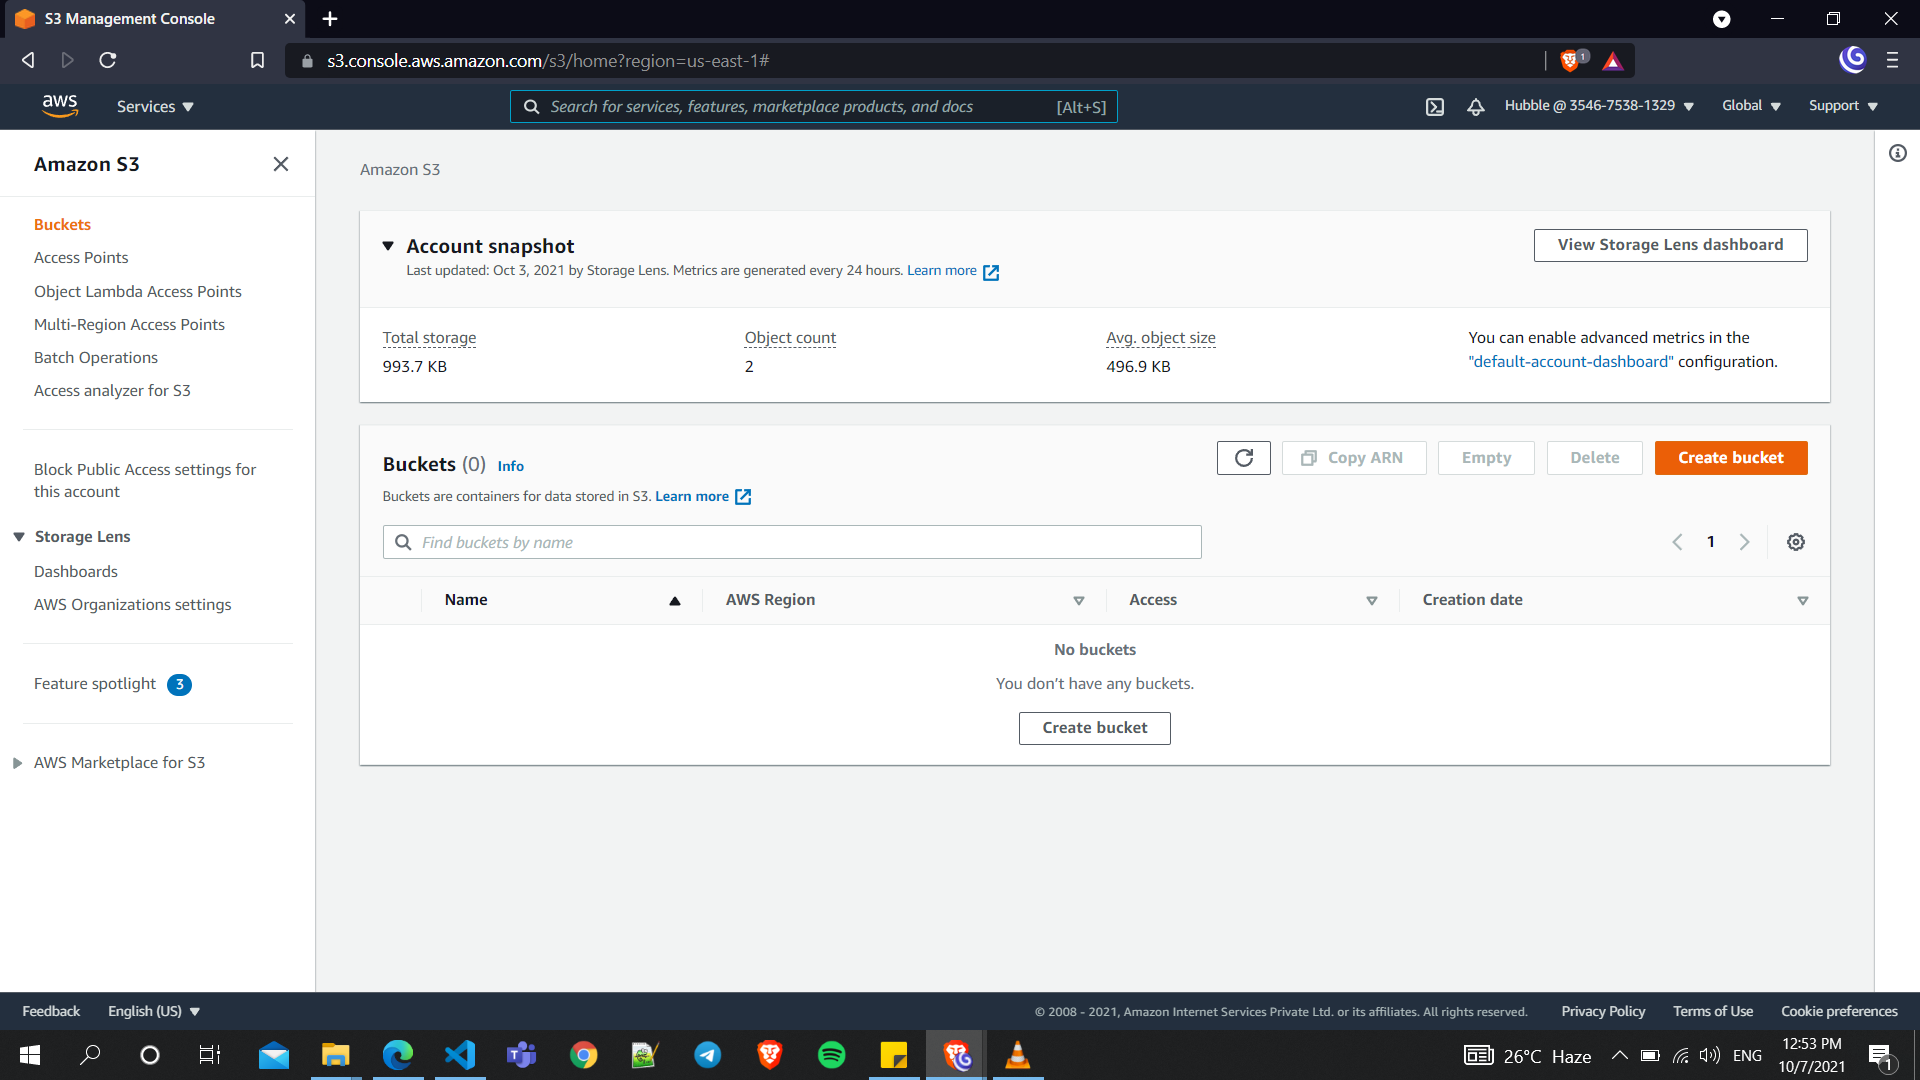 S3 Management Console
s3.console.aws.amazon.com/s3/home?region=us-east-1#
1
aws
Services
Search for services, features, marketplace products, and docs
[Alt+S]
Hubble @ 3546-7538-1329
Global
Support
Amazon S3
Buckets
Access Points
Object Lambda Access Points
Multi-Region Access Points
Batch Operations
Access analyzer for S3
Block Public Access settings for
this account
Storage Lens
Dashboards
AWS Organizations settings
Feature spotlight 3
AWS Marketplace for S3
Amazon S3
Account snapshot
Last updated: Oct 3, 2021 by Storage Lens. Metrics are generated every 24 hours. Learn more
View Storage Lens dashboard
Total storage
993.7 KB
Object count
2
Avg. object size
496.9 KB
You can enable advanced metrics in the
"default-account-dashboard" configuration.
Buckets (0) Info
Buckets are containers for data stored in S3. Learn more
Copy ARN
Empty
Delete
Create bucket
Find buckets by name
1
Name
AWS Region
Access
Creation date
No buckets
You don't have any buckets.
Create bucket
Feedback
English (US)
© 2008 - 2021, Amazon Internet Services Private Ltd. or its affiliates. All rights reserved.
Privacy Policy
Terms of Use
Cookie preferences
26°C Haze
ENG
12:53 PM
10/7/2021
1